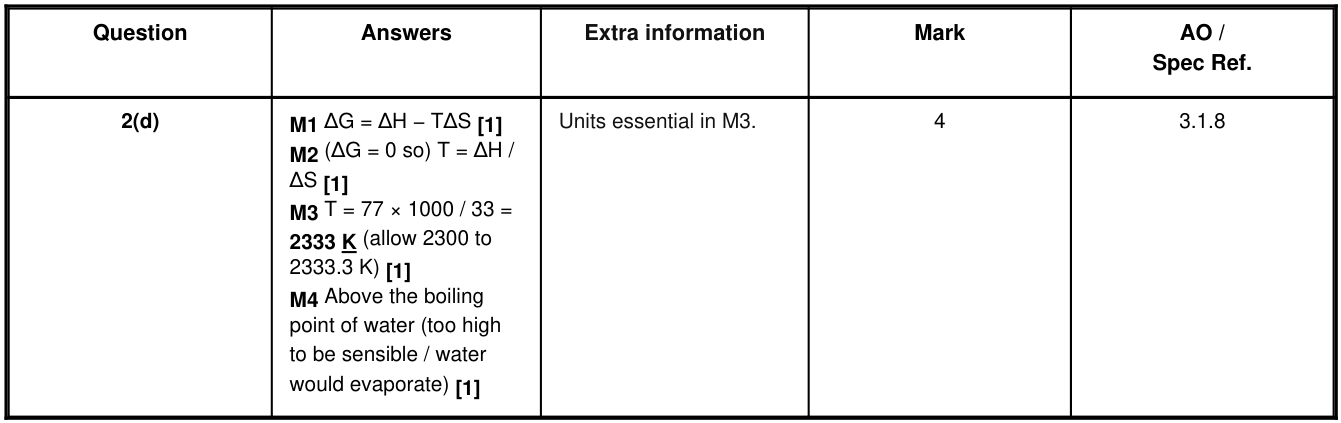 Question Answers Extra information Mark AO /
Spec Ref.
2(d) M1 ΔG = ΔH − TΔS [1] Units essential in M3. 4 3.1.8
M2 (ΔG = 0 so) T = ΔH /
ΔS [1]
M3 T = 77 × 1000 / 33 =
2333 K (allow 2300 to
2333.3 K) [1]
M4 Above the boiling
point of water (too high
to be sensible / water
would evaporate) [1]